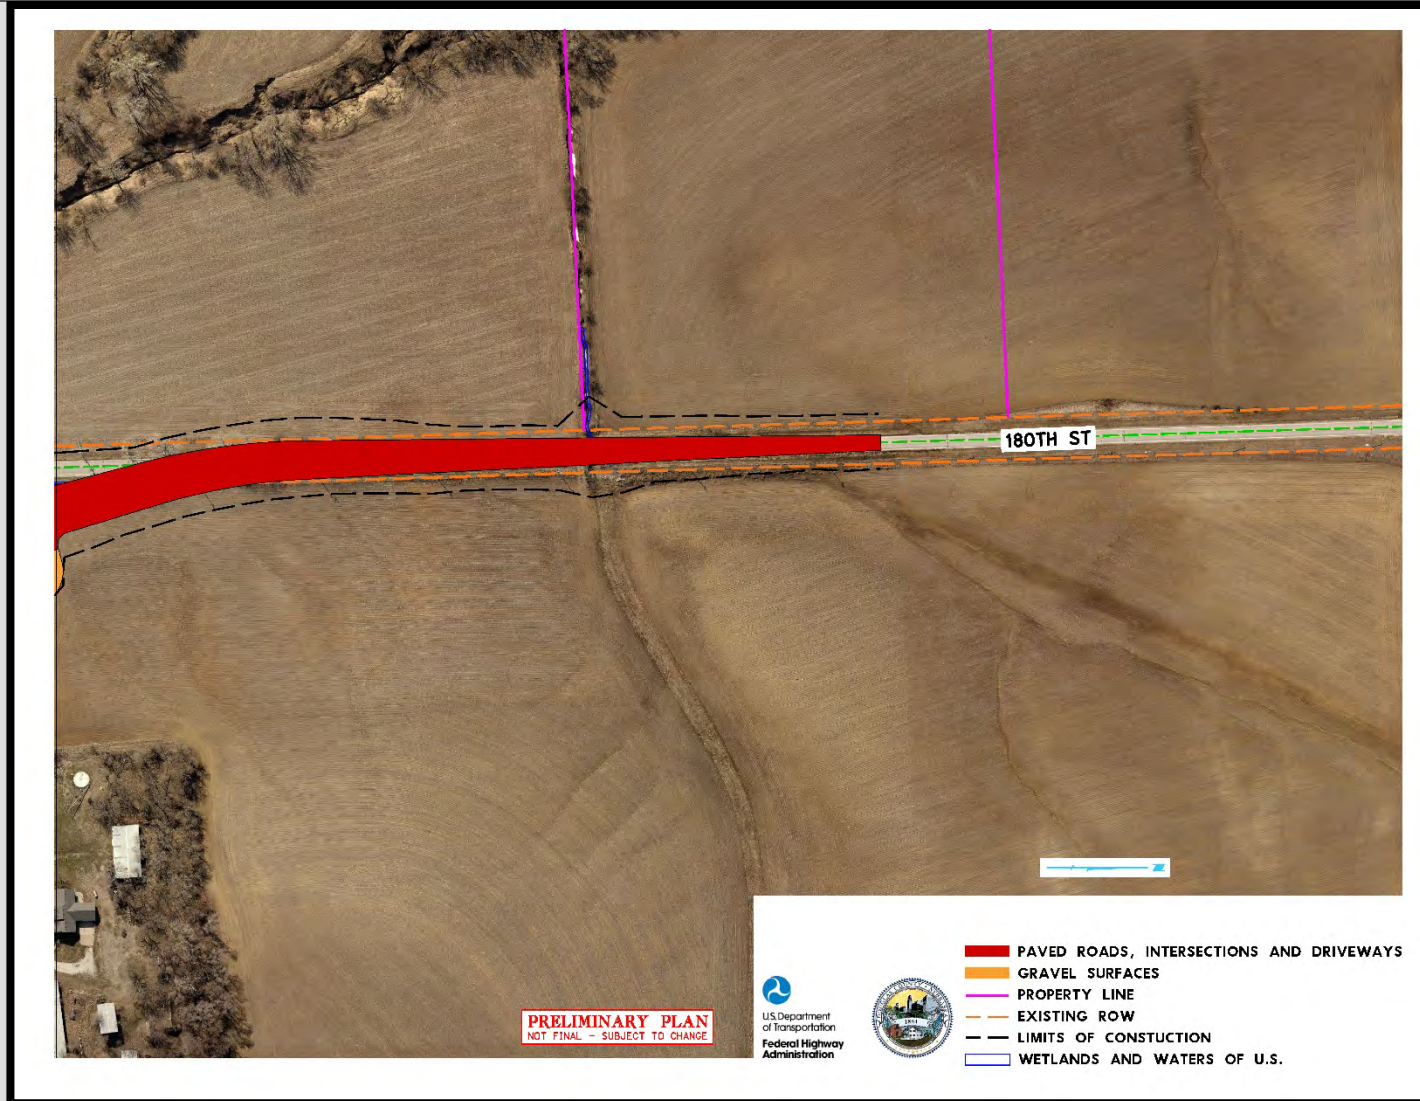 180TH ST
PRELIMINARY PLAN
NOT FINAL - SUBJECT TO CHANGE
U.S.Department
of Transportation
Federal Highway
Administration
PAVED ROADS, INTERSECTIONS AND DRIVEWAYS
GRAVEL SURFACES
PROPERTY LINE
EXISTING ROW
LIMITS OF CONSTUCTION
WETLANDS AND WATERS OF U.S.